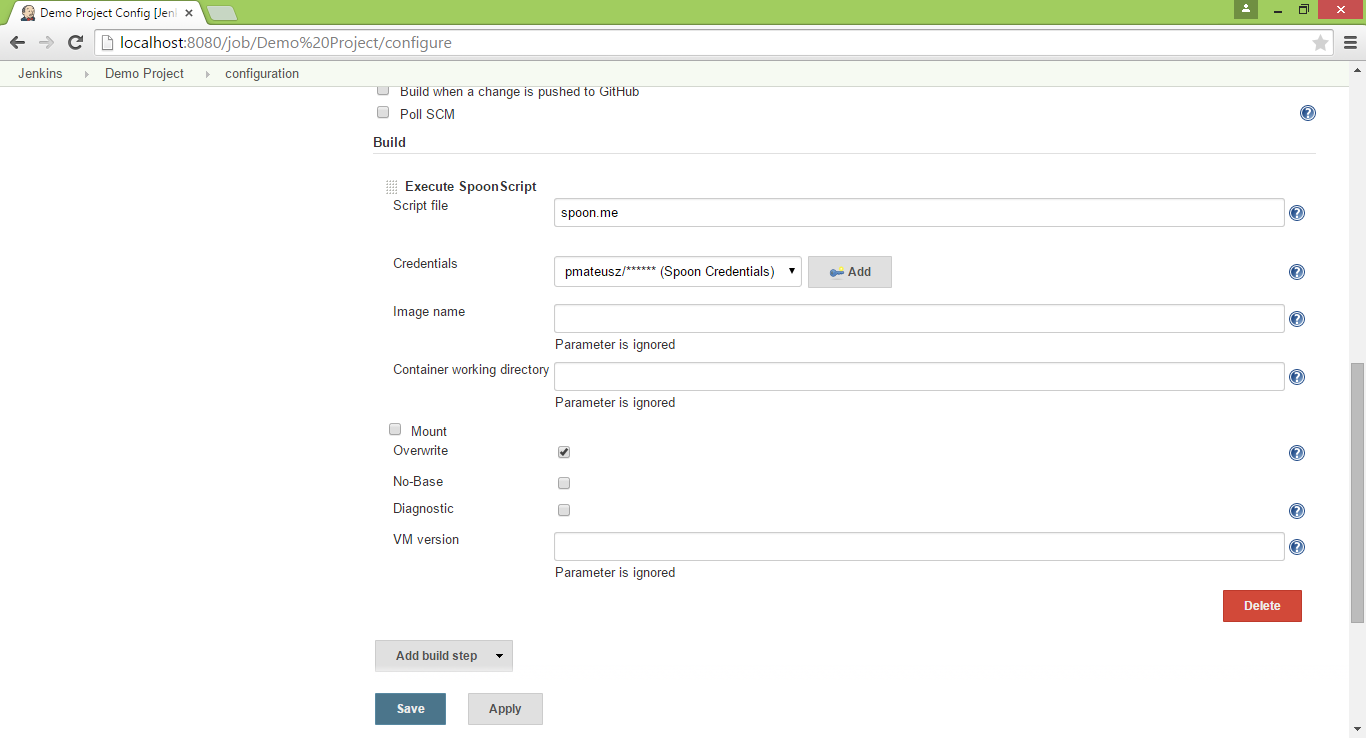 Demo Project Config [Jenk
localhost:8080/job/Demo%20Project/configure
Jenkins Demo Project configuration
Build when a change is pushed to GitHub
Poll SCM
Build
Execute SpoonScript
Script file
spoon.me
Credentials
pmateusz/****** (Spoon Credentials)
Add
Image name
Parameter is ignored
Container working directory
Parameter is ignored
Mount
Overwrite
No-Base
Diagnostic
VM version
Parameter is ignored
Delete
Add build step
Save
Apply